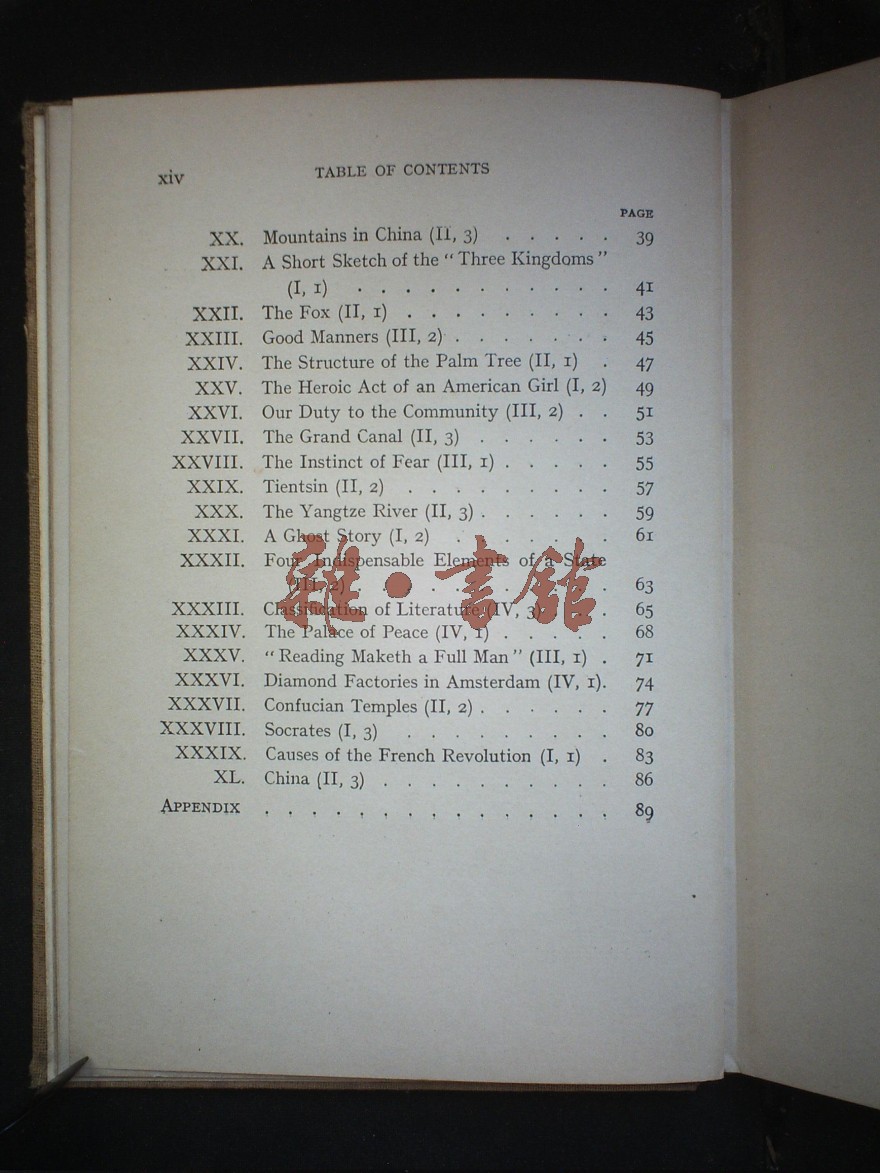 xiv
TABLE OF CONTENTS
PAGE
XX. Mountains in China (II, 3) . . . . . 39
XXI. A Short Sketch of the “Three Kingdoms”
(I, 1) . . . . . . . . . . . 41
XXII. The Fox (II, 1) . . . . . . . . . 43
XXIII. Good Manners (III, 2) . . . . . . . 45
XXIV. The Structure of the Palm Tree (II, 1) . 47
XXV. The Heroic Act of an American Girl (I, 2) 49
XXVI. Our Duty to the Community (III, 2) . . 51
XXVII. The Grand Canal (II, 3) . . . . . . 53
XXVIII. The Instinct of Fear (III, 1) . . . . . 55
XXIX. Tientsin (II, 2) . . . . . . . . . 57
XXX. The Yangtze River (II, 3) . . . . . . 59
XXXI. A Ghost Story (I, 2) . . . . . . . 61
XXXII. Four Indispensable Elements of a State
(III, 2) . . . . . . . . . . . 63
XXXIII. Classification of Literature (IV, 3) . . . 65
XXXIV. The Palace of Peace (IV, 1) . . . . . 68
XXXV. “Reading Maketh a Full Man” (III, 1) . 71
XXXVI. Diamond Factories in Amsterdam (IV, 1). 74
XXXVII. Confucian Temples (II, 2) . . . . . . 77
XXXVIII. Socrates (I, 3) . . . . . . . . . 80
XXXIX. Causes of the French Revolution (I, 1) . 83
XL. China (II, 3) . . . . . . . . . . 86
APPENDIX . . . . . . . . . . . . . . . 89
雜·書館